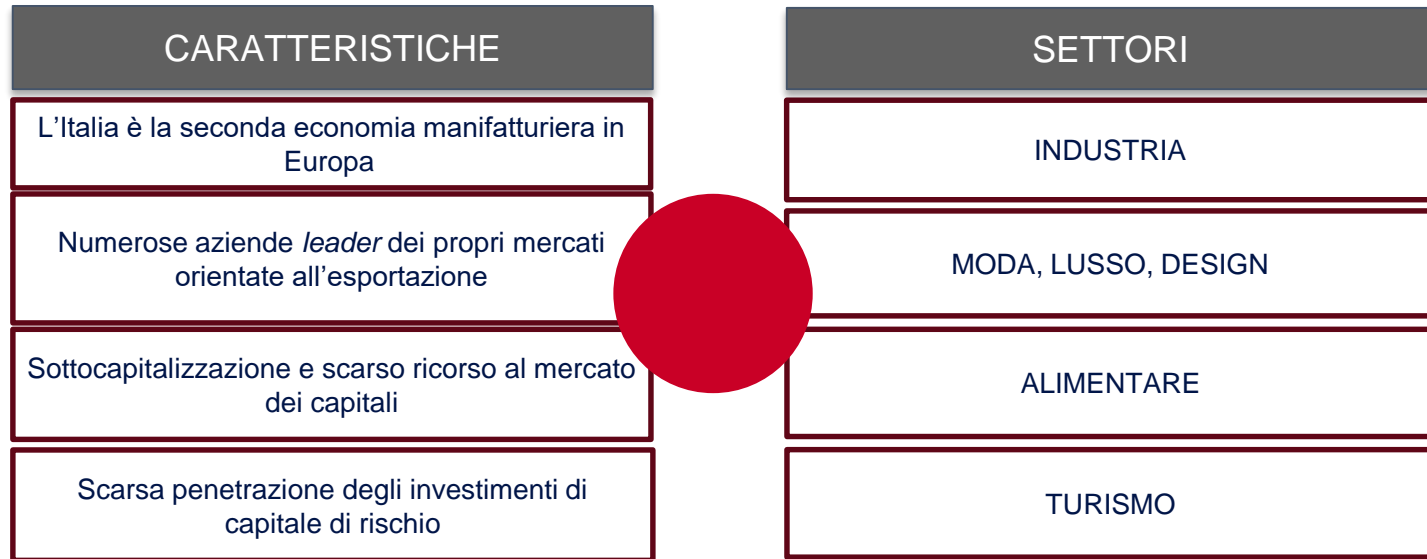 CARATTERISTICHE
L'Italia è la seconda economia manifatturiera in
Europa
Numerose aziende leader dei propri mercati
orientate all'esportazione
Sottocapitalizzazione e scarso ricorso al mercato
dei capitali
Scarsa penetrazione degli investimenti di
capitale di rischio
SETTORI
INDUSTRIA
MODA, LUSSO, DESIGN
ALIMENTARE
TURISMO